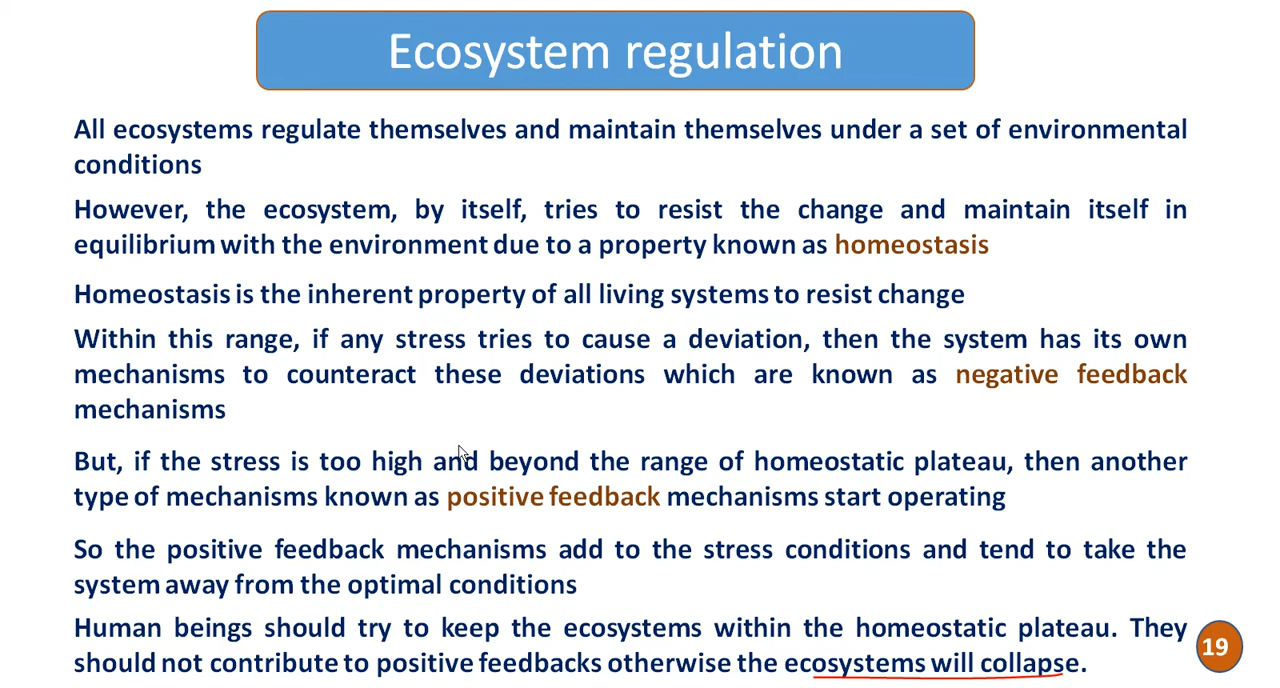 Ecosystem regulation
All ecosystems regulate themselves and maintain themselves under a set of environmental
conditions
However, the ecosystem, by itself, tries to resist the change and maintain itself in
equilibrium with the environment due to a property known as homeostasis
Homeostasis is the inherent property of all living systems to resist change
Within this range, if any stress tries to cause a deviation, then the system has its own
mechanisms to counteract these deviations which are known as negative feedback
mechanisms
But, if the stress is too high and beyond the range of homeostatic plateau, then another
type of mechanisms known as positive feedback mechanisms start operating
So the positive feedback mechanisms add to the stress conditions and tend to take the
system away from the optimal conditions
Human beings should try to keep the ecosystems within the homeostatic plateau. They
should not contribute to positive feedbacks otherwise the ecosystems will collapse.
19